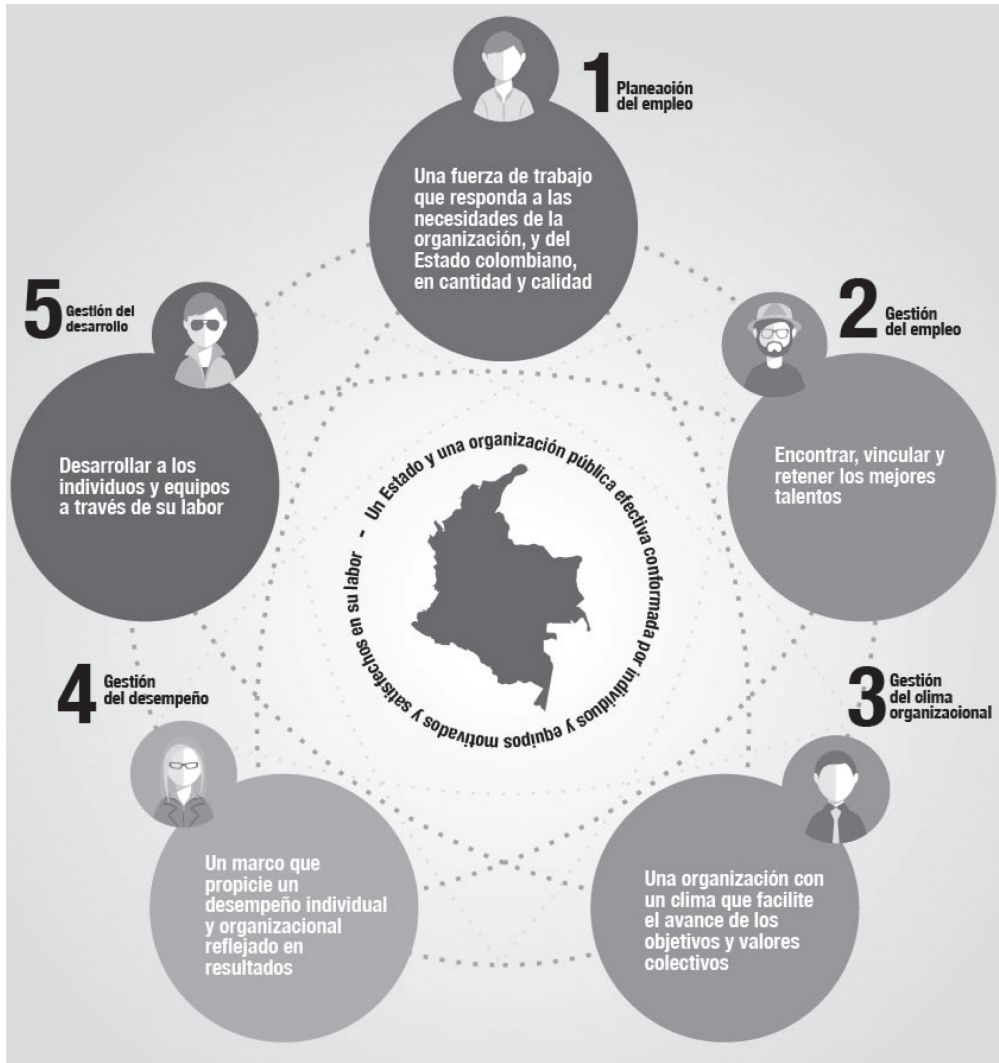 1
Planeación
del empleo
Una fuerza de trabajo
que responda a las
necesidades de la
organización, y del
Estado colombiano,
en cantidad y calidad
2
Gestión
del empleo
Encontrar, vincular y
retener los mejores
talentos
3
Gestión
del clima
organizacional
Una organización con
un clima que facilite
el avance de los
objetivos y valores
colectivos
4
Gestión
del desempeño
Un marco que
propicie un
desempeño individual
y organizacional
reflejado en
resultados
5
Gestión del
desarrollo
Desarrollar a los
individuos y equipos
a través de su labor
Un Estado y una organización pública efectiva conformada por individuos y equipos motivados y satisfechos en su labor -